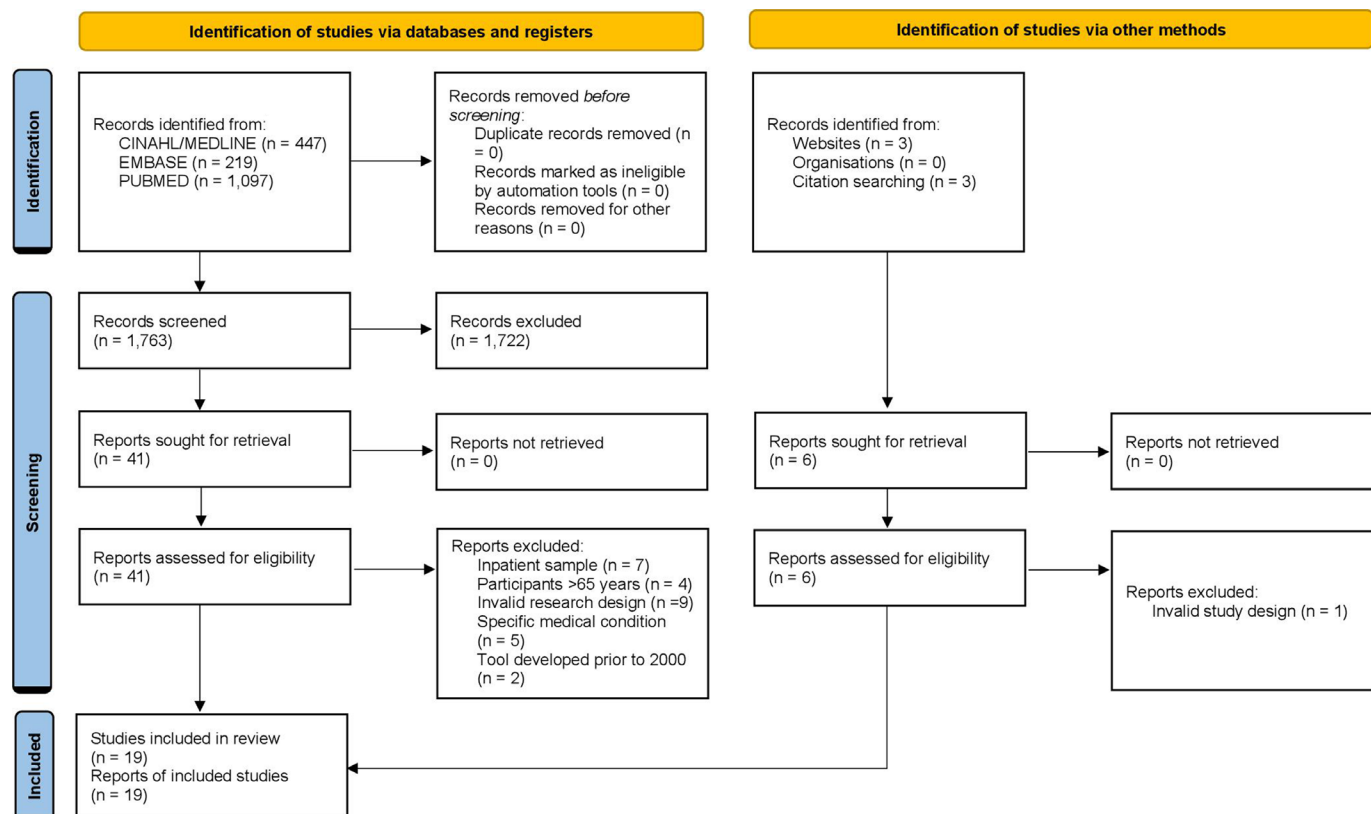 Identification of studies via databases and registers
Identification of studies via other methods
Identification
Records identified from:
CINAHL/MEDLINE (n = 447)
EMBASE (n = 219)
PUBMED (n = 1,097)
Records removed before
screening:
Duplicate records removed (n
= 0)
Records marked as ineligible
by automation tools (n = 0)
Records removed for other
reasons (n = 0)
Records identified from:
Websites (n = 3)
Organisations (n = 0)
Citation searching (n = 3)
Screening
Records screened
(n = 1,763)
Records excluded
(n = 1,722)
Reports sought for retrieval
(n = 41)
Reports not retrieved
(n = 0)
Reports sought for retrieval
(n = 6)
Reports not retrieved
(n = 0)
Reports assessed for eligibility
(n = 41)
Reports excluded:
Inpatient sample (n = 7)
Participants >65 years (n = 4)
Invalid research design (n =9)
Specific medical condition
(n = 5)
Tool developed prior to 2000
(n = 2)
Reports assessed for eligibility
(n = 6)
Reports excluded:
Invalid study design (n = 1)
Included
Studies included in review
(n = 19)
Reports of included studies
(n = 19)